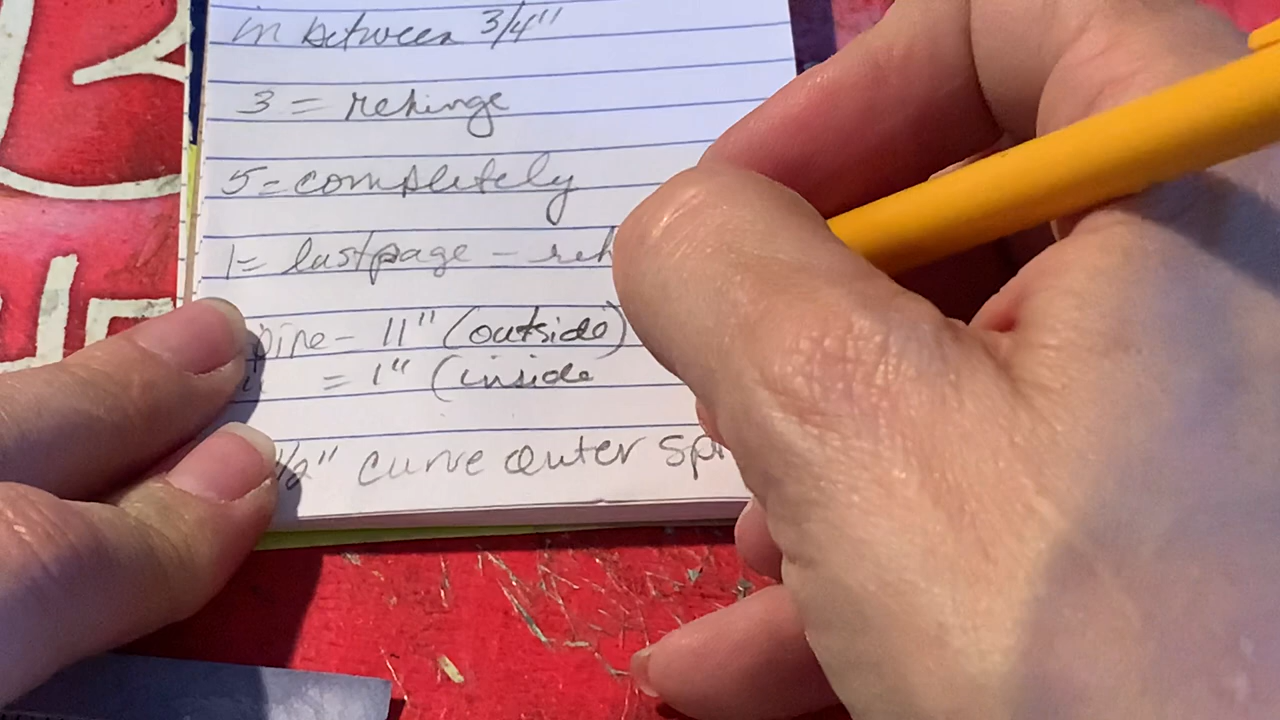 in between 3/4"
3 = rehinge
5 = completely
1 = last page - reh
pine - 11" (outside)
" = 1" (inside
1/2" curve outer spi